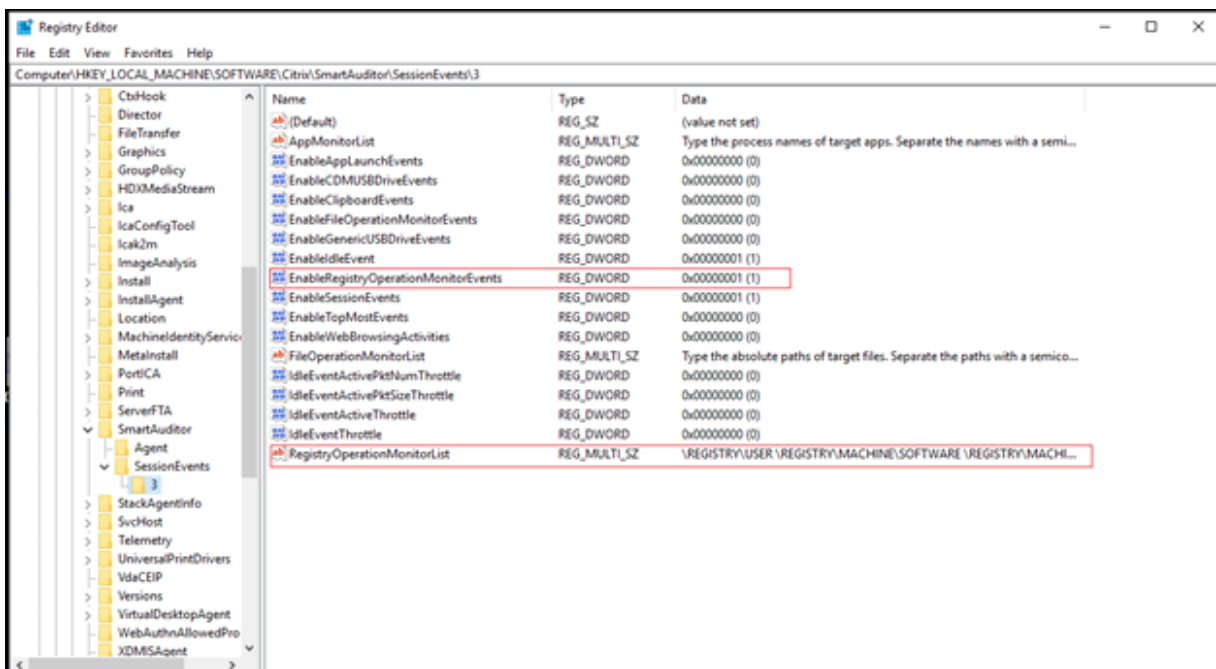 Registry Editor
File Edit View Favorites Help
Computer\HKEY_LOCAL_MACHINE\SOFTWARE\Citrix\SmartAuditor\SessionEvents\3
CtxHook
Director
FileTransfer
Graphics
GroupPolicy
HDXMediaStream
Ica
IcaConfigTool
Icak2m
ImageAnalysis
Install
InstallAgent
Location
MachineIdentityService
MetaInstall
PortICA
Print
ServerFTA
SmartAuditor
Agent
SessionEvents
3
StackAgentInfo
SvcHost
Telemetry
UniversalPrintDrivers
VdaCEIP
Versions
VirtualDesktopAgent
WebAuthnAllowedPro
XDMISAgent
Name Type Data
(Default) REG_SZ (value not set)
AppMonitorList REG_MULTI_SZ Type the process names of target apps. Separate the names with a semi...
EnableAppLaunchEvents REG_DWORD 0x00000000 (0)
EnableCDMUSBDriveEvents REG_DWORD 0x00000000 (0)
EnableClipboardEvents REG_DWORD 0x00000000 (0)
EnableFileOperationMonitorEvents REG_DWORD 0x00000000 (0)
EnableGenericUSBDriveEvents REG_DWORD 0x00000000 (0)
EnableIdleEvent REG_DWORD 0x00000001 (1)
EnableRegistryOperationMonitorEvents REG_DWORD 0x00000001 (1)
EnableSessionEvents REG_DWORD 0x00000001 (1)
EnableTopMostEvents REG_DWORD 0x00000000 (0)
EnableWebBrowsingActivities REG_DWORD 0x00000000 (0)
FileOperationMonitorList REG_MULTI_SZ Type the absolute paths of target files. Separate the paths with a semico...
IdleEventActivePktNumThrottle REG_DWORD 0x00000000 (0)
IdleEventActivePktSizeThrottle REG_DWORD 0x00000000 (0)
IdleEventActiveThrottle REG_DWORD 0x00000000 (0)
IdleEventThrottle REG_DWORD 0x00000000 (0)
RegistryOperationMonitorList REG_MULTI_SZ \REGISTRY\USER \REGISTRY\MACHINE\SOFTWARE \REGISTRY\MACHI...